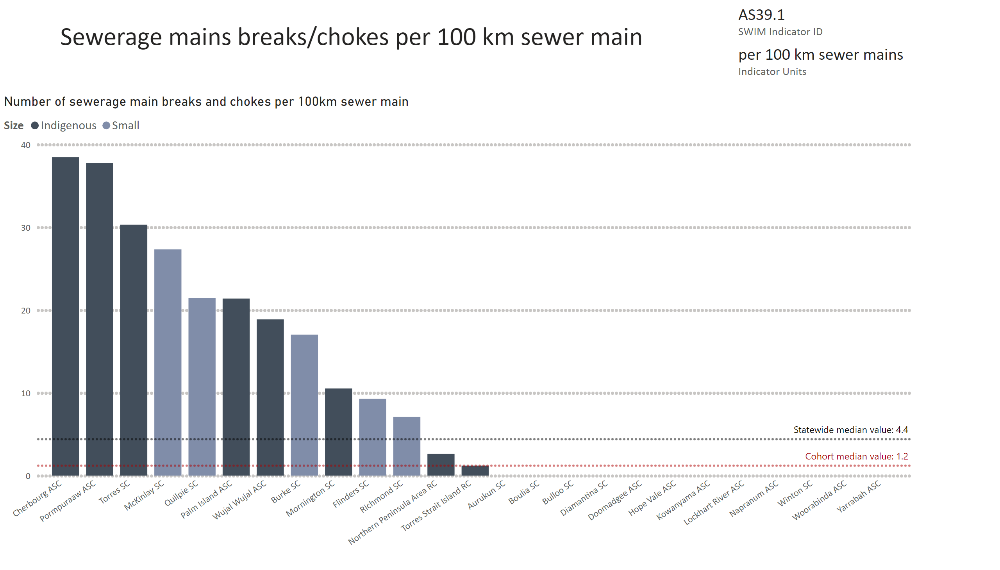 AS39.1
SWIM Indicator ID
Sewerage mains breaks/chokes per 100 km sewer main
per 100 km sewer mains
Indicator Units
Number of sewerage main breaks and chokes per 100km sewer main
Size Indigenous Small
40
30
20
10
0
Statewide median value: 4.4
Cohort median value: 1.2
Cherbourg ASC
Pormpuraaw ASC
Torres SC
McKinlay SC
Quilpie SC
Palm Island ASC
Wujal Wujal ASC
Burke SC
Mornington SC
Flinders SC
Richmond SC
Northern Peninsula Area RC
Torres Strait Island RC
Aurukun SC
Boulia SC
Bulloo SC
Diamantina SC
Doomadgee ASC
Hope Vale ASC
Kowanyama ASC
Lockhart River ASC
Napranum ASC
Winton SC
Woorabinda ASC
Yarrabah ASC